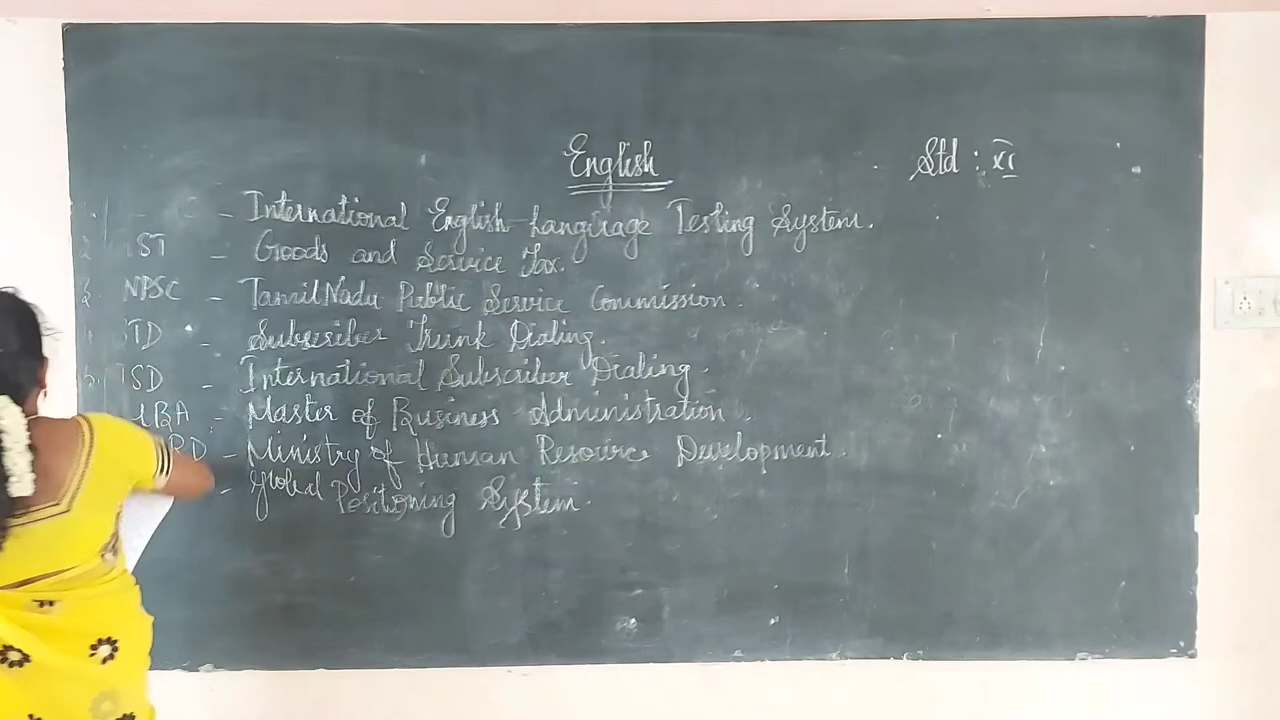 English
Std : XI
- International English Language Testing System.
2. ST - Goods and Service Tax.
3. NPSC - TamilNadu Public Service Commission.
TD - Subscriber Trunk Dialing.
5. ISD - International Subscriber Dialing.
BA - Master of Business Administration.
RD - Ministry of Human Resource Development.
- Global Positioning System.